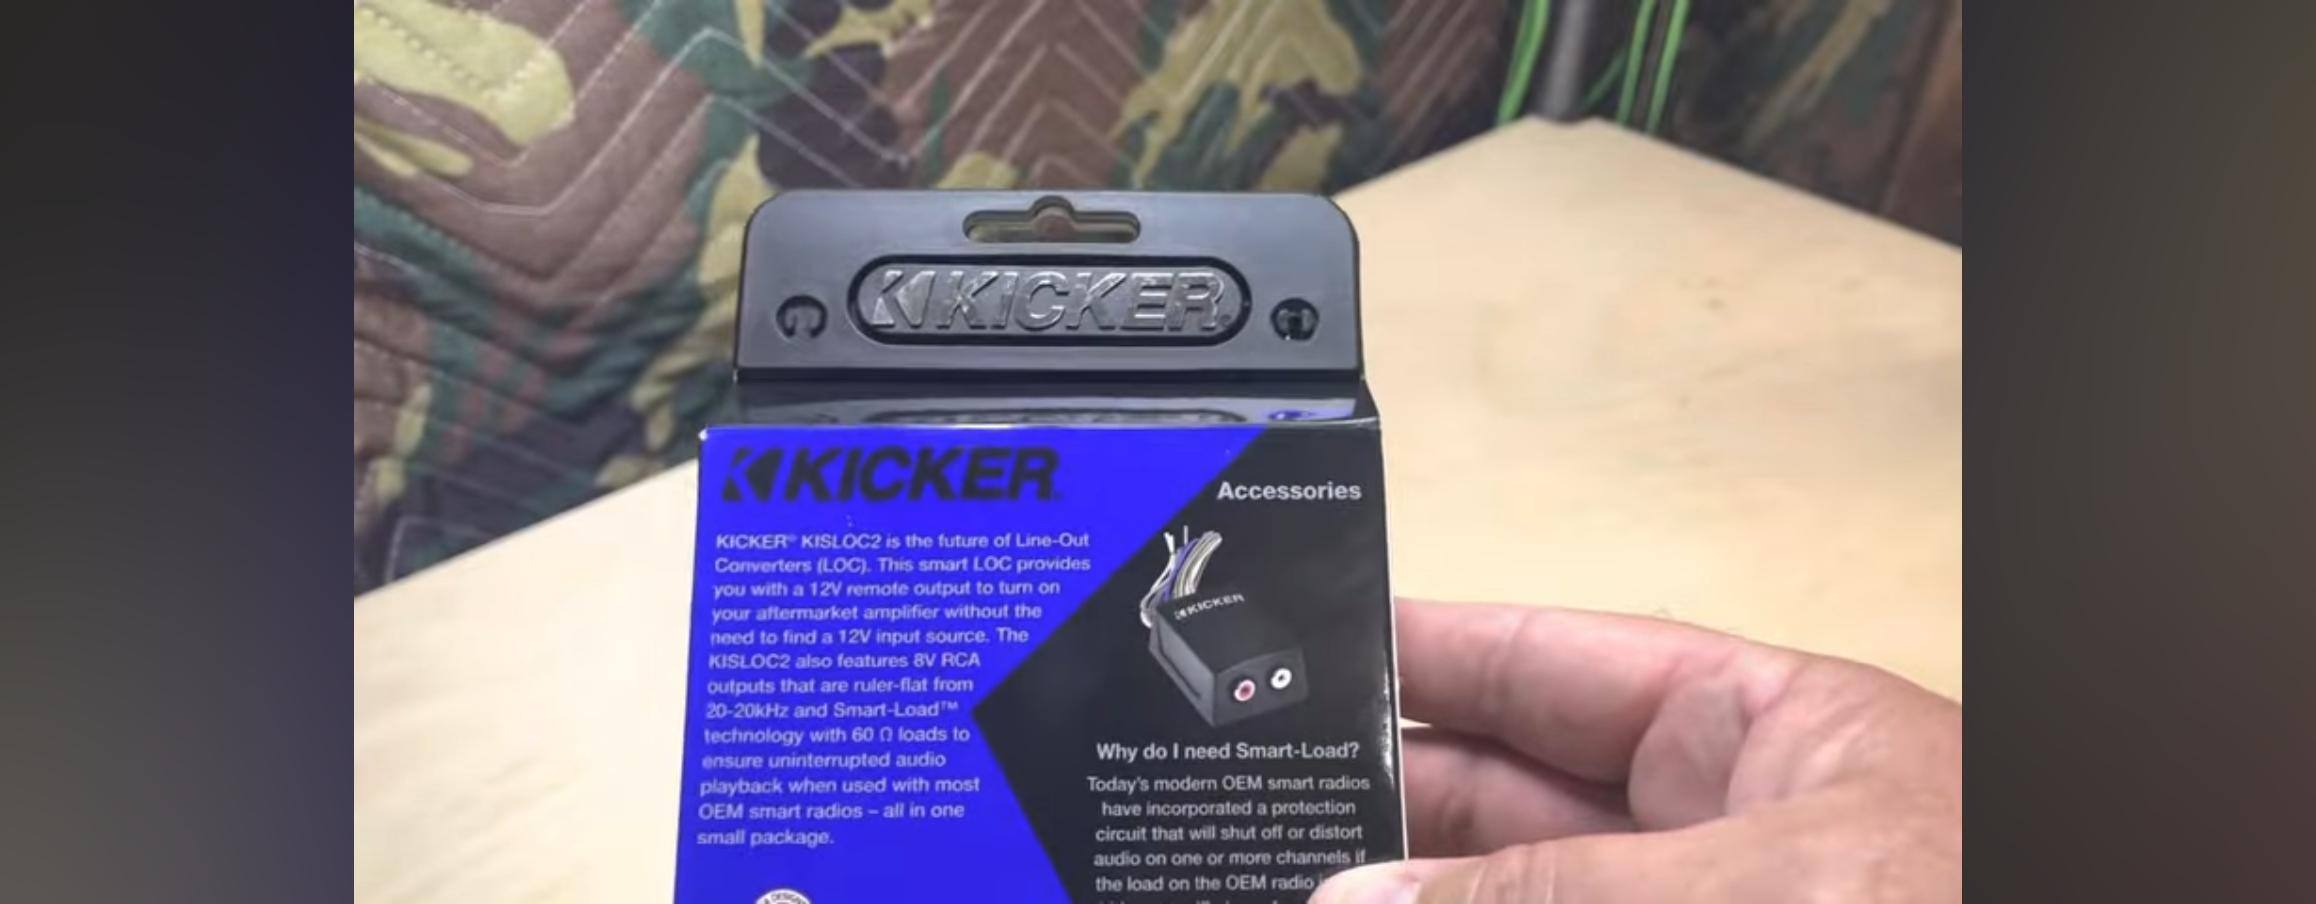 KICKER
KICKER
Accessories
KICKER® KISLOC2 is the future of Line-Out
Converters (LOC). This smart LOC provides
you with a 12V remote output to turn on
your aftermarket amplifier without the
need to find a 12V input source. The
KISLOC2 also features 8V RCA
outputs that are ruler-flat from
20-20kHz and Smart-Load™
technology with 60 Ω loads to
ensure uninterrupted audio
playback when used with most
OEM smart radios – all in one
small package.
KICKER
Why do I need Smart-Load?
Today's modern OEM smart radios
have incorporated a protection
circuit that will shut off or distort
audio on one or more channels if
the load on the OEM radio